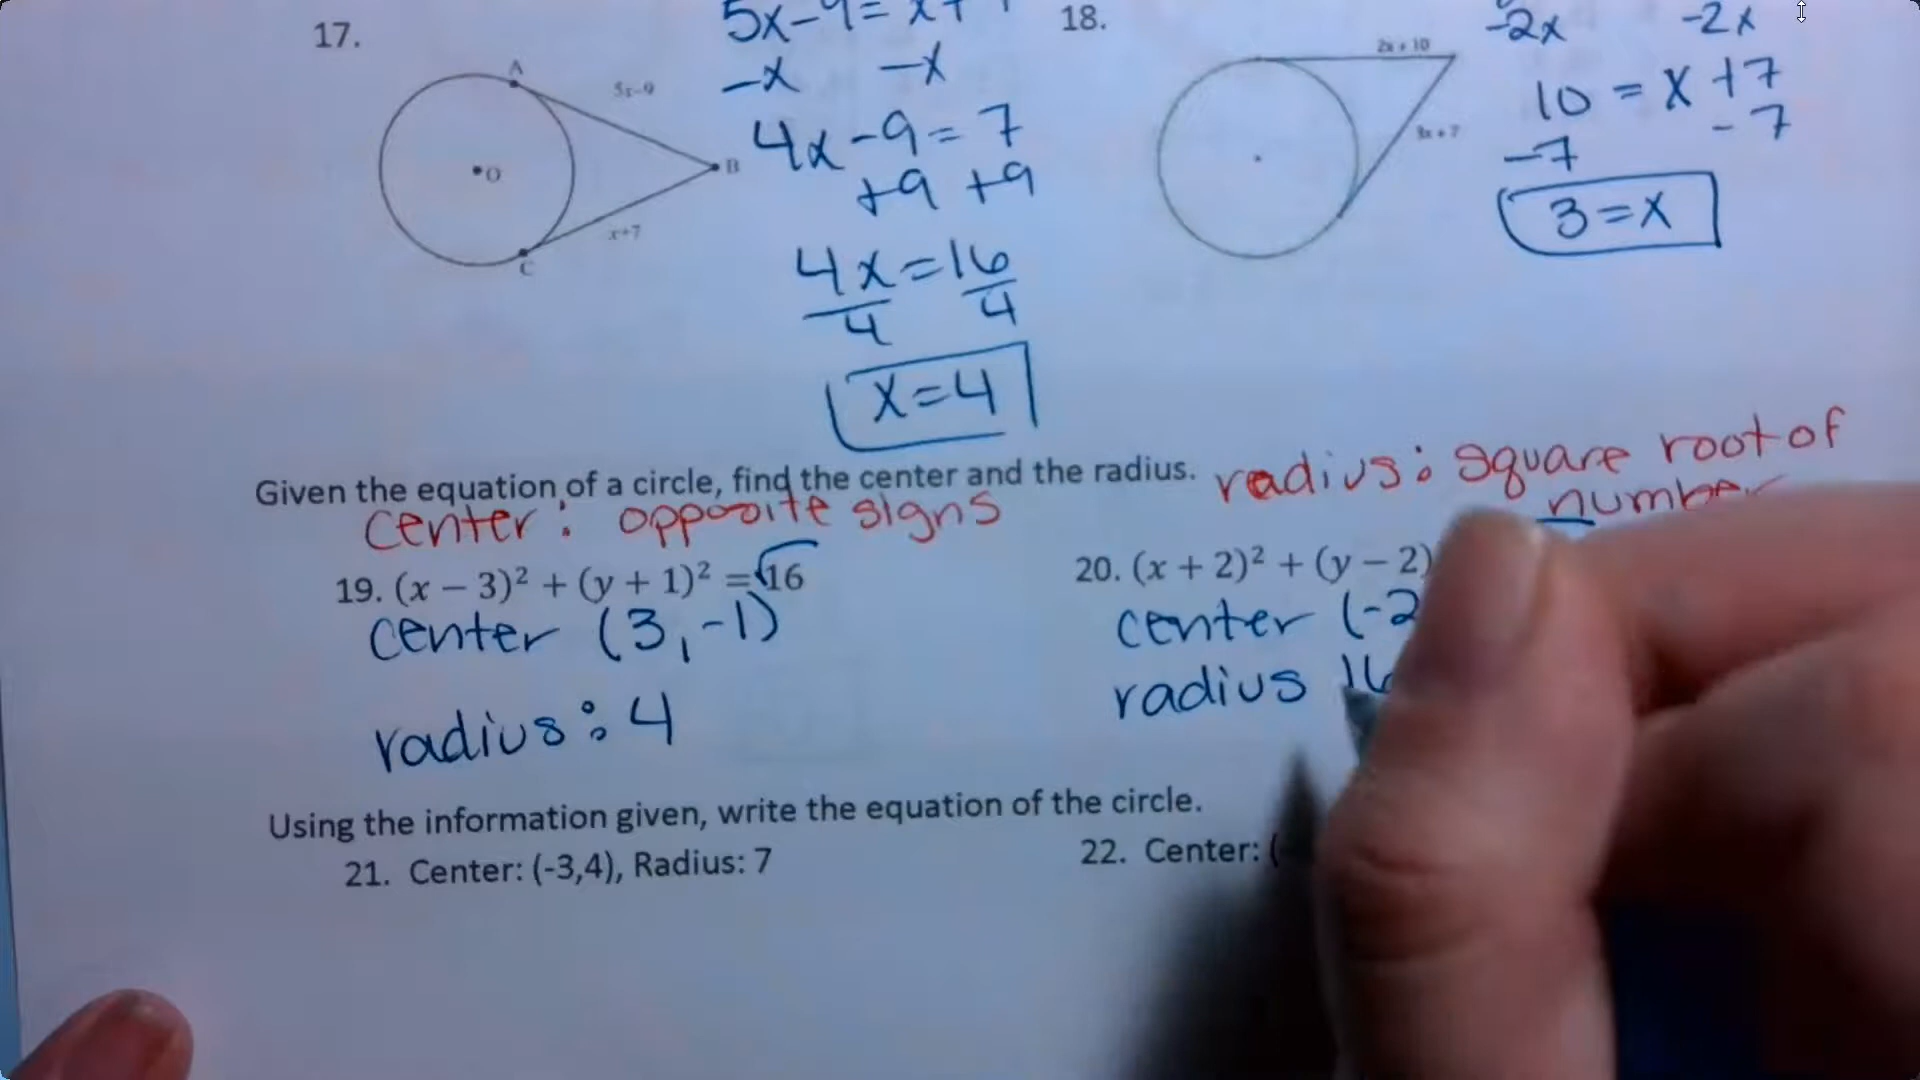 17.
A
5x-9
O
B
x+7
C
5x-9=x+7
-x -x
4x-9=7
+9 +9
4x=16
4 4
x=4
18.
2x + 10
3x + 7
-2x -2x
10 = x +7
-7 -7
3=x
Given the equation of a circle, find the center and the radius.
radius: square root of
number
center: opposite signs
19. (x − 3)² + (y + 1)² = √16
center (3,-1)
radius: 4
20. (x + 2)² + (y − 2)
center (-2
radius 16
Using the information given, write the equation of the circle.
21. Center: (-3,4), Radius: 7
22. Center: (